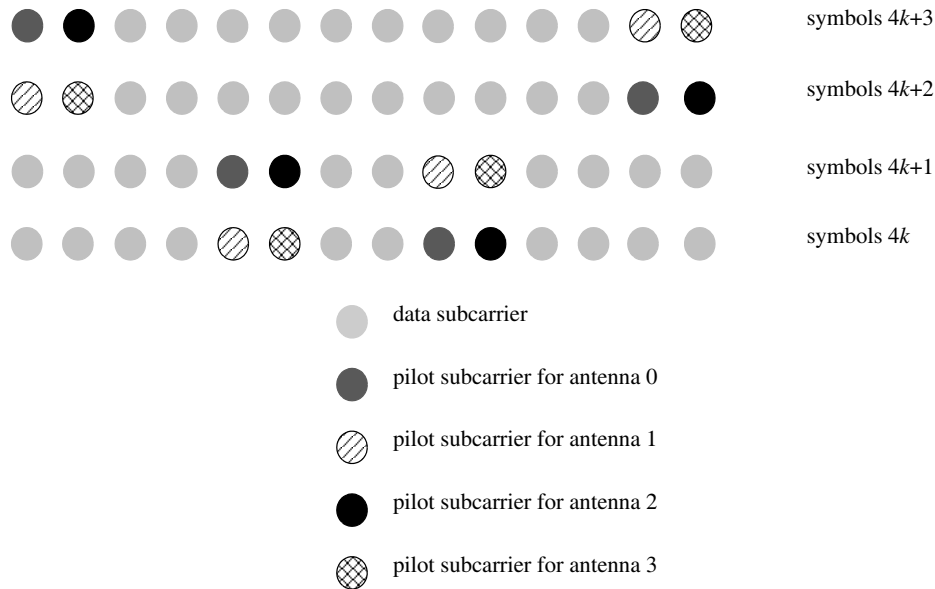 symbols 4k+3
symbols 4k+2
symbols 4k+1
symbols 4k
data subcarrier
pilot subcarrier for antenna 0
pilot subcarrier for antenna 1
pilot subcarrier for antenna 2
pilot subcarrier for antenna 3